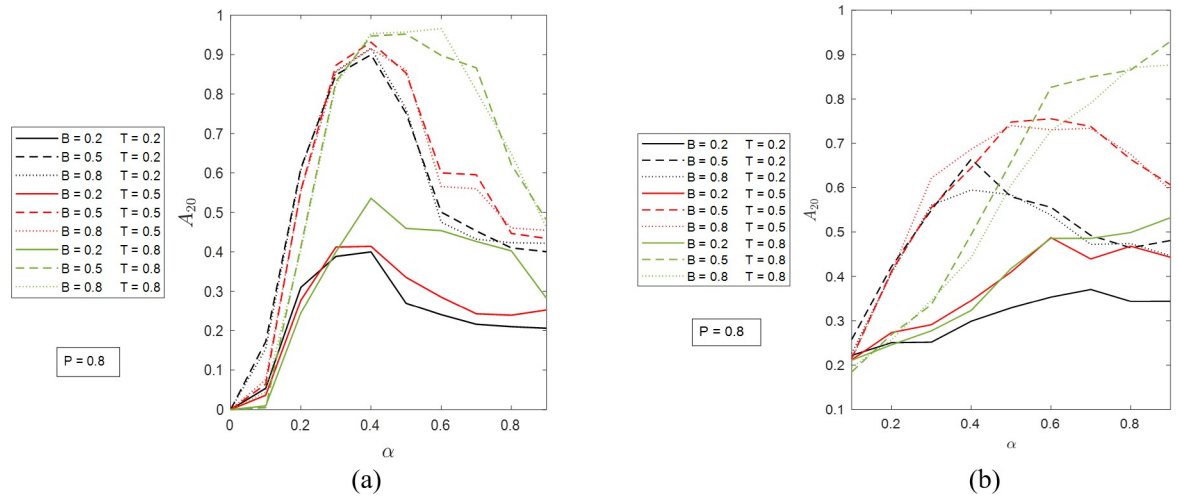 B = 0.2 T = 0.2
B = 0.5 T = 0.2
B = 0.8 T = 0.2
B = 0.2 T = 0.5
B = 0.5 T = 0.5
B = 0.8 T = 0.5
B = 0.2 T = 0.8
B = 0.5 T = 0.8
B = 0.8 T = 0.8
P = 0.8
A20
1
0.9
0.8
0.7
0.6
0.5
0.4
0.3
0.2
0.1
0
0 0.2 0.4 0.6 0.8
α
(a)
B = 0.2 T = 0.2
B = 0.5 T = 0.2
B = 0.8 T = 0.2
B = 0.2 T = 0.5
B = 0.5 T = 0.5
B = 0.8 T = 0.5
B = 0.2 T = 0.8
B = 0.5 T = 0.8
B = 0.8 T = 0.8
P = 0.8
A20
1
0.9
0.8
0.7
0.6
0.5
0.4
0.3
0.2
0.1
0.2 0.4 0.6 0.8
α
(b)